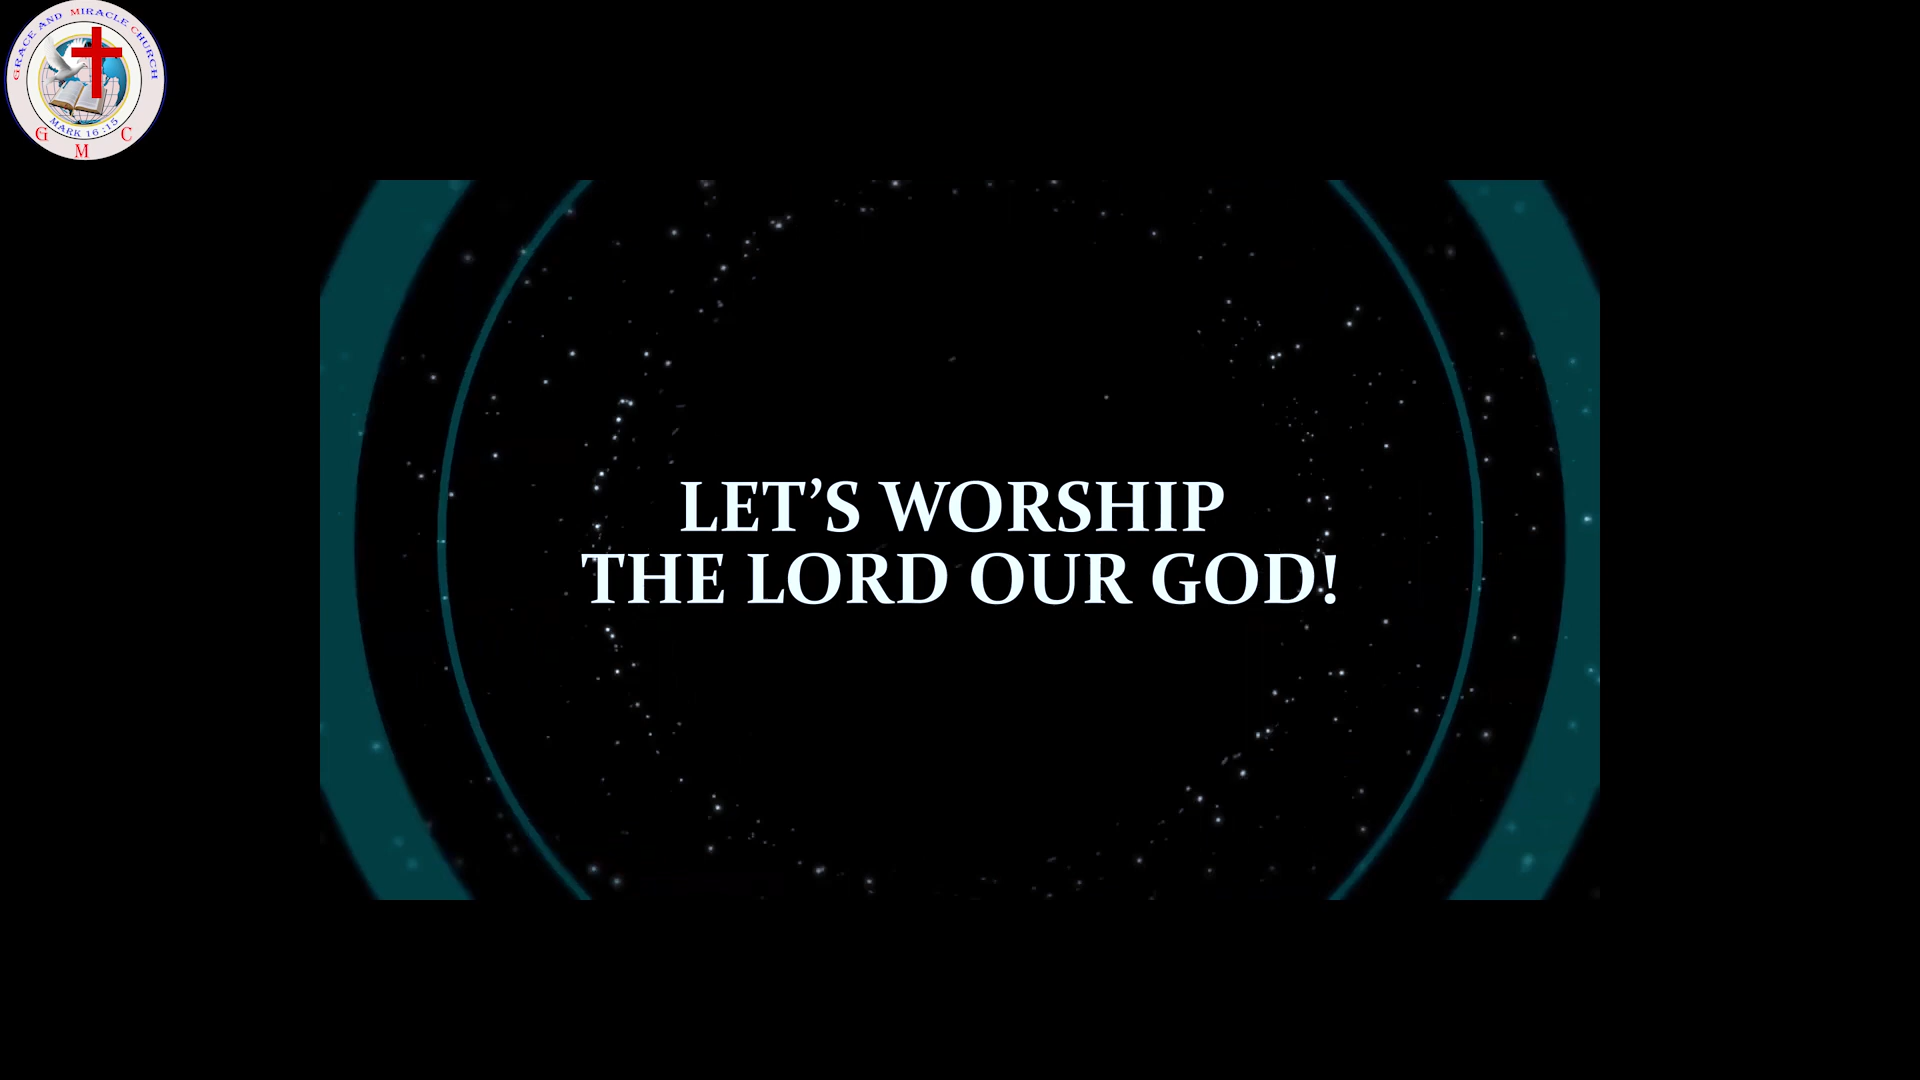 GRACE AND MIRACLE CHURCH
MARK 16:15
G M C
LET’S WORSHIP
THE LORD OUR GOD!